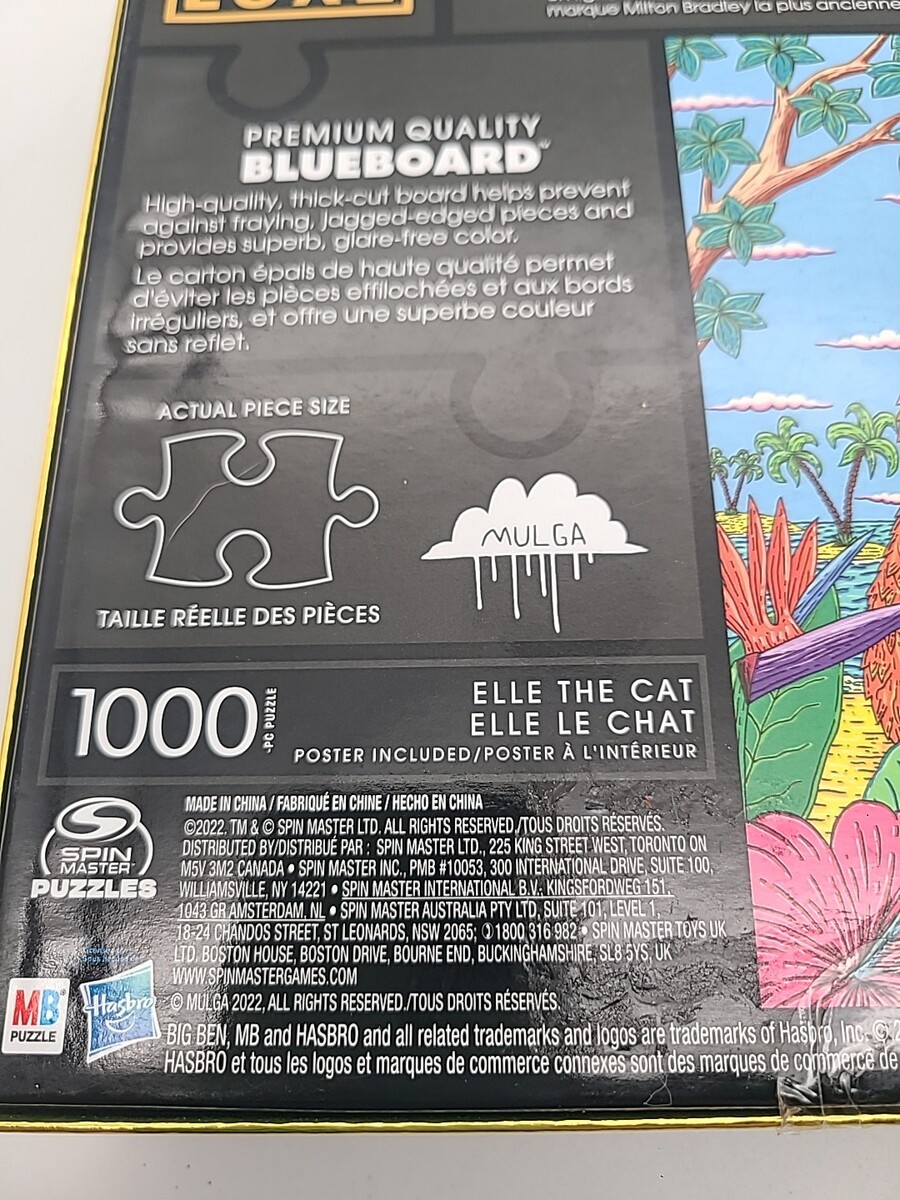 LUXE
marque Milton Bradley la plus ancienne
PREMIUM QUALITY
BLUEBOARD™
High-quality, thick-cut board helps prevent
against fraying, jagged-edged pieces and
provides superb, glare-free color.
Le carton épais de haute qualité permet
d'éviter les pièces effilochées et aux bords
irréguliers, et offre une superbe couleur
sans reflet.
ACTUAL PIECE SIZE
MULGA
TAILLE RÉELLE DES PIÈCES
1000 -PC PUZZLE
ELLE THE CAT
ELLE LE CHAT
POSTER INCLUDED/POSTER À L'INTÉRIEUR
SPIN
MASTER™
PUZZLES
MADE IN CHINA / FABRIQUÉ EN CHINE / HECHO EN CHINA
©2022. TM & © SPIN MASTER LTD. ALL RIGHTS RESERVED./TOUS DROITS RÉSERVÉS.
DISTRIBUTED BY/DISTRIBUÉ PAR : SPIN MASTER LTD., 225 KING STREET WEST, TORONTO ON
M5V 3M2 CANADA • SPIN MASTER INC., PMB #10053, 300 INTERNATIONAL DRIVE, SUITE 100,
WILLIAMSVILLE, NY 14221 • SPIN MASTER INTERNATIONAL B.V., KINGSFORDWEG 151,
1043 GR AMSTERDAM, NL • SPIN MASTER AUSTRALIA PTY LTD, SUITE 101, LEVEL 1,
18-24 CHANDOS STREET, ST LEONARDS, NSW 2065; 1800 316 982 • SPIN MASTER TOYS UK
LTD. BOSTON HOUSE, BOSTON DRIVE, BOURNE END, BUCKINGHAMSHIRE, SL8 5YS, UK
WWW.SPINMASTERGAMES.COM
MB®
PUZZLE
Hasbro
© MULGA 2022, ALL RIGHTS RESERVED./TOUS DROITS RÉSERVÉS.
BIG BEN, MB and HASBRO and all related trademarks and logos are trademarks of Hasbro, Inc. ©
HASBRO et tous les logos et marques de commerce connexes sont des marques de commerce de